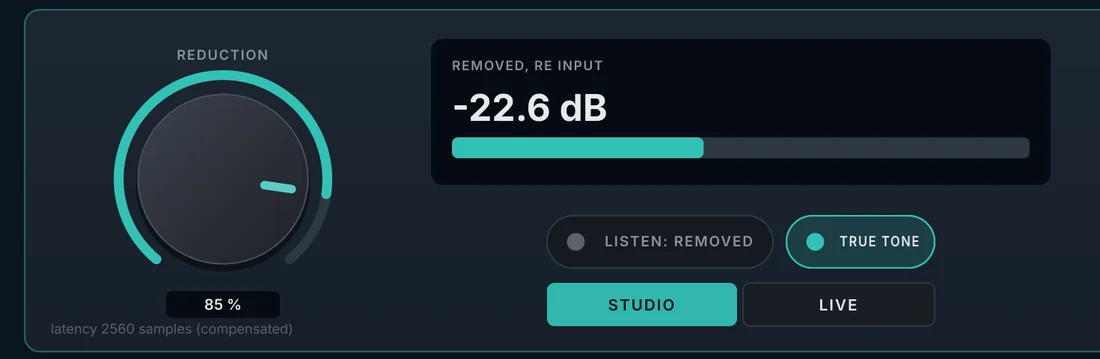 REDUCTION
85 %
latency 2560 samples (compensated)
REMOVED, RE INPUT
-22.6 dB
LISTEN: REMOVED
TRUE TONE
STUDIO
LIVE